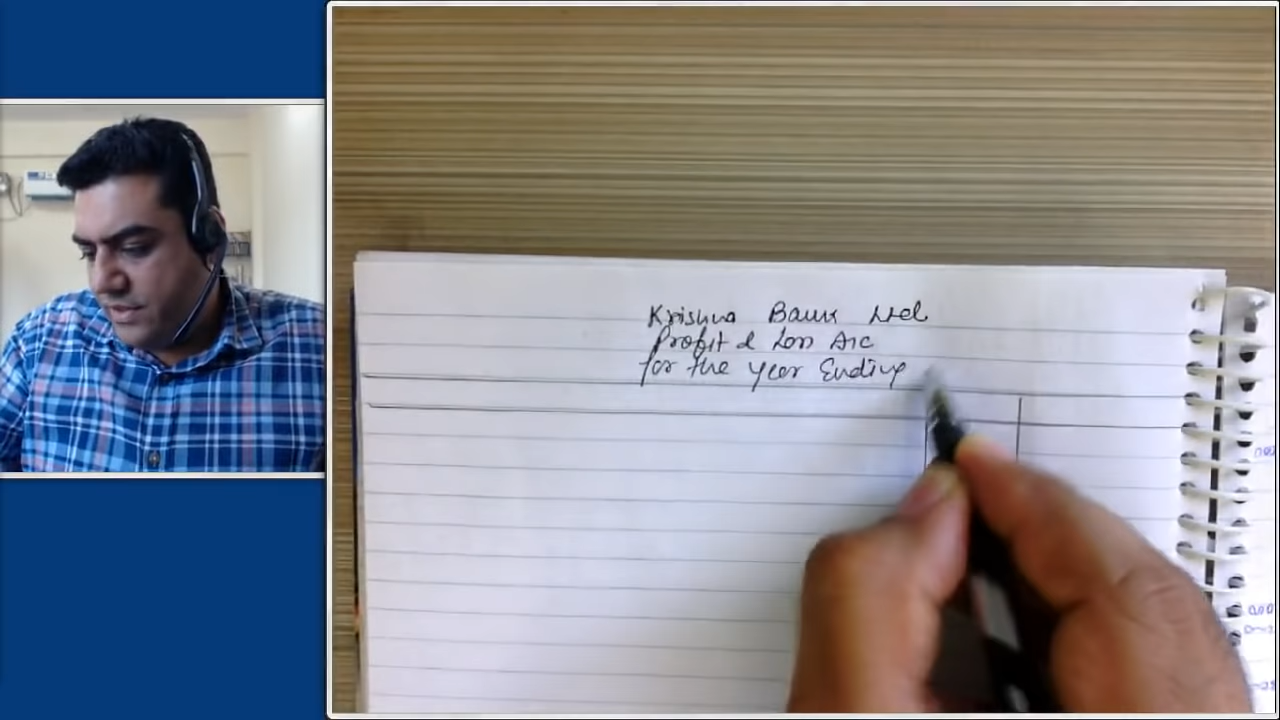 Krishna Bank Ltd
Profit & Loss A/c
for the year Ending